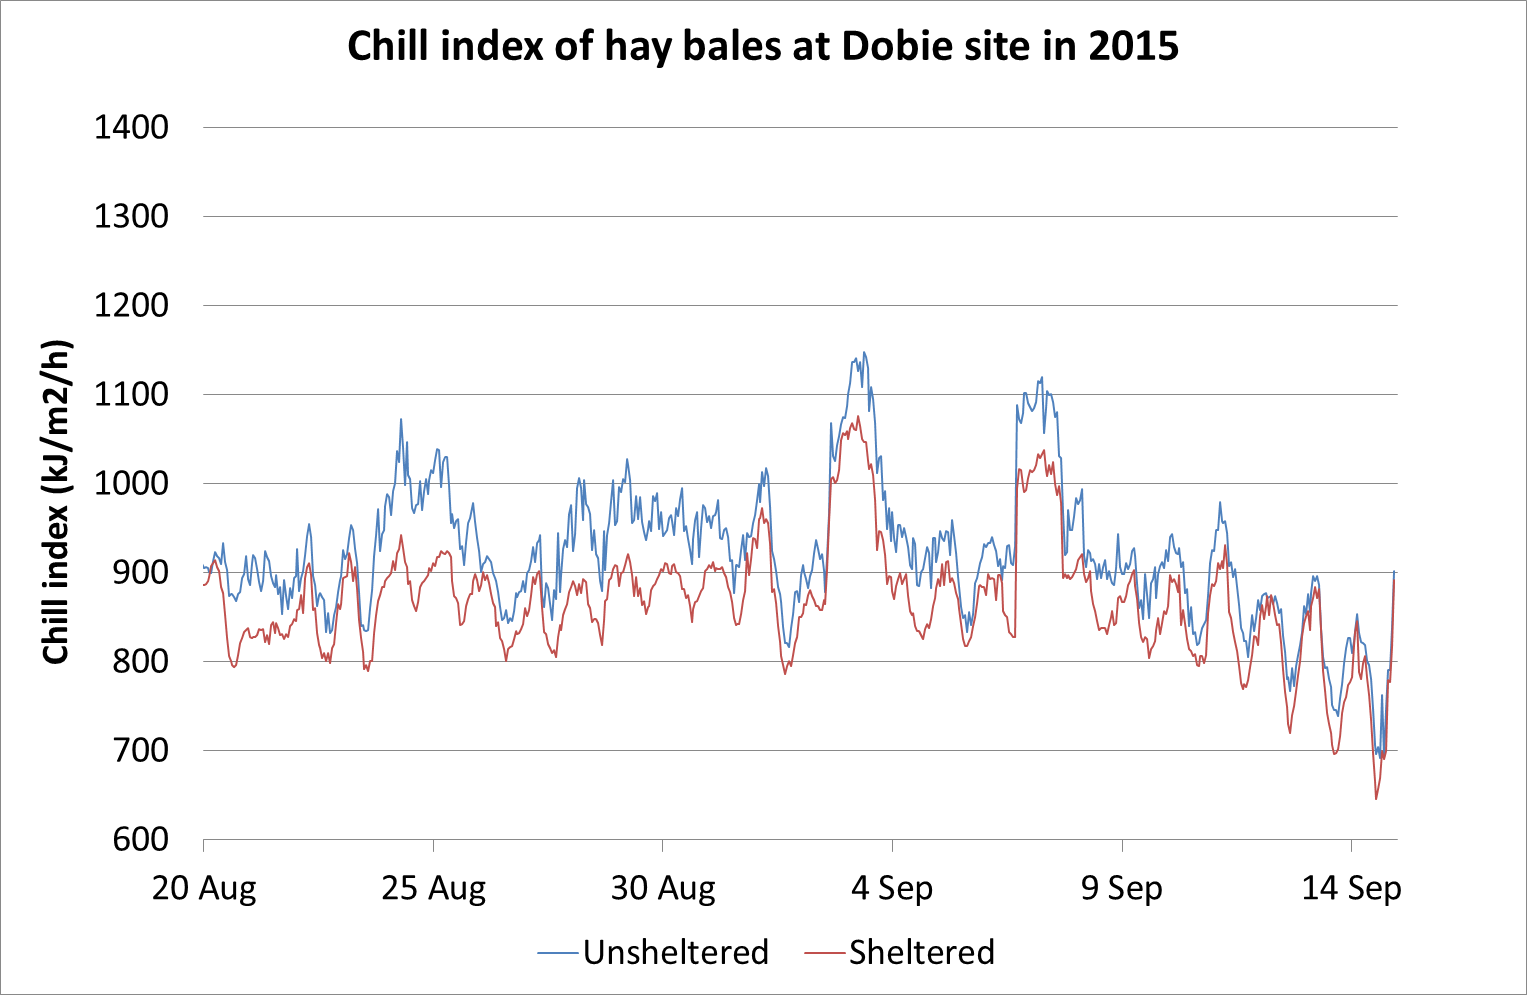 Chill index of hay bales at Dobie site in 2015
1400
1300
1200
1100
1000
900
800
700
600
Chill index (kJ/m2/h)
20 Aug 25 Aug 30 Aug 4 Sep 9 Sep 14 Sep
Unsheltered Sheltered